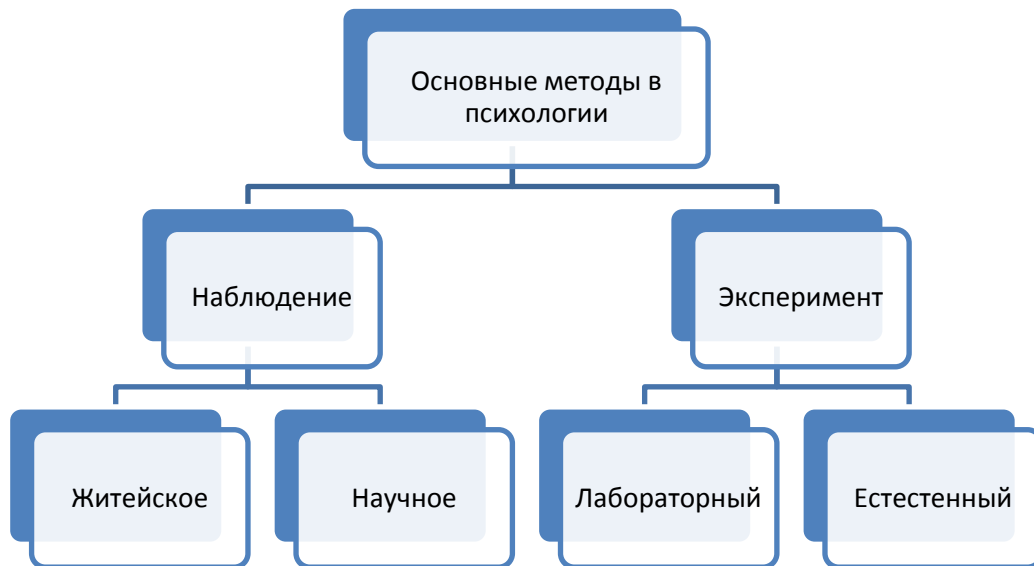 Основные методы в
психологии
Наблюдение
Эксперимент
Житейское
Научное
Лабораторный
Естестенный